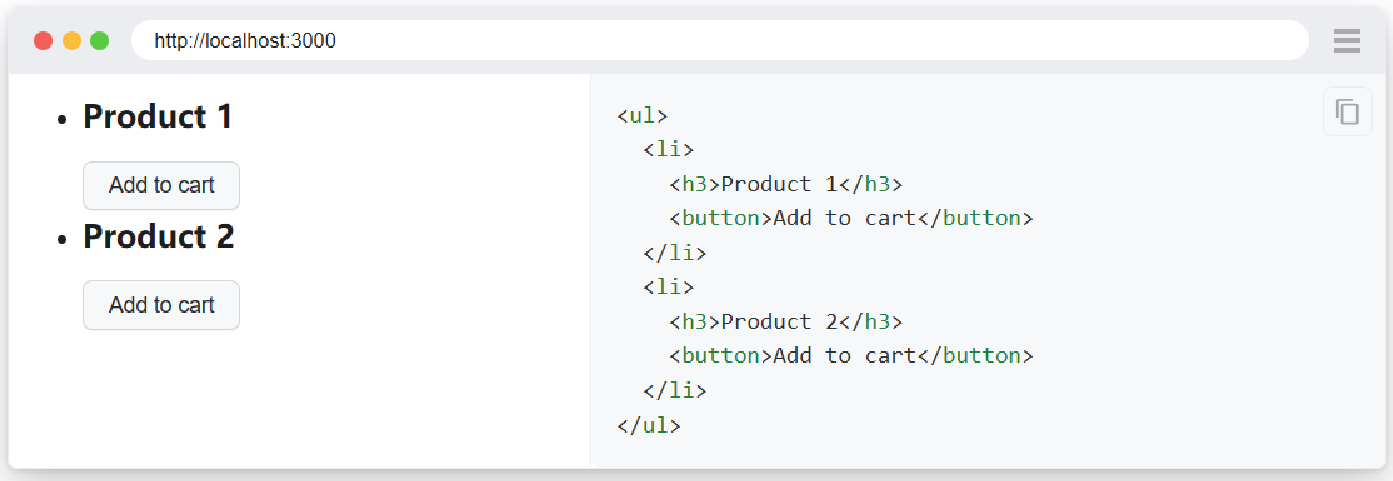 http://localhost:3000
Product 1
Add to cart
Product 2
Add to cart
<ul>
  <li>
    <h3>Product 1</h3>
    <button>Add to cart</button>
  </li>
  <li>
    <h3>Product 2</h3>
    <button>Add to cart</button>
  </li>
</ul>